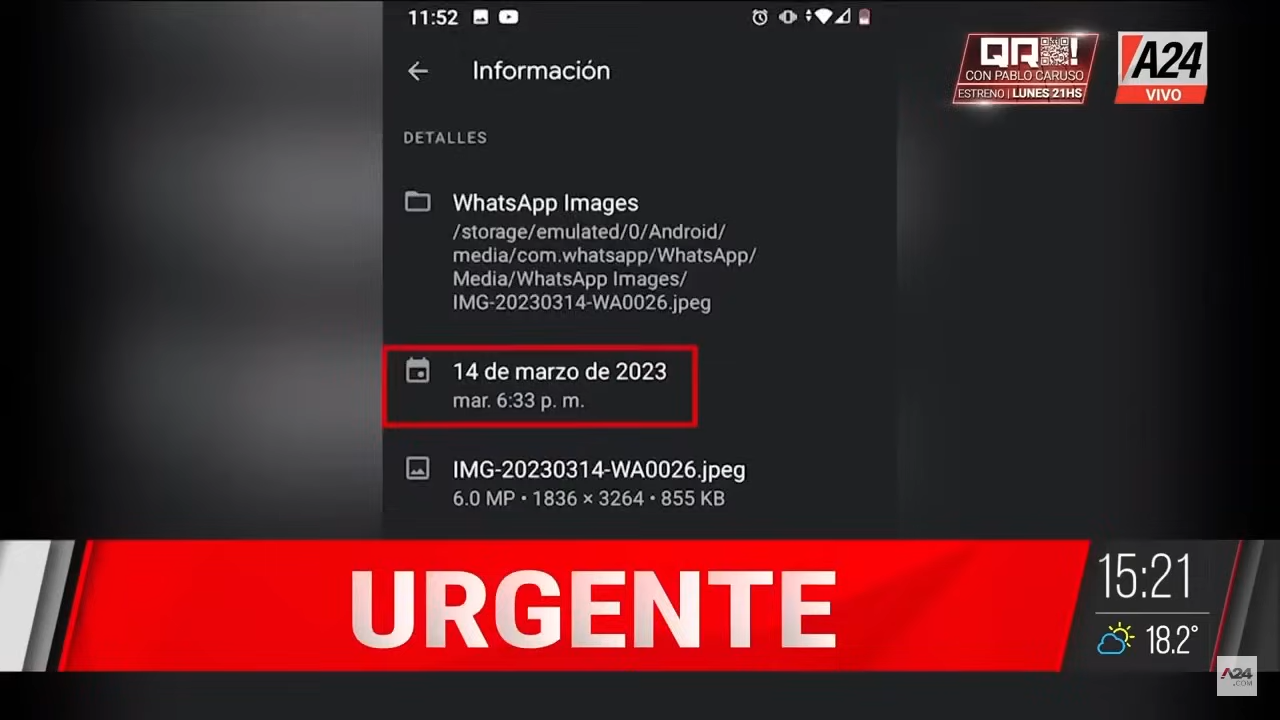 11:52
Información
DETALLES
WhatsApp Images
/storage/emulated/0/Android/
media/com.whatsapp/WhatsApp/
Media/WhatsApp Images/
IMG-20230314-WA0026.jpeg
14 de marzo de 2023
mar. 6:33 p. m.
IMG-20230314-WA0026.jpeg
6.0 MP • 1836 × 3264 • 855 KB
QR!
CON PABLO CARUSO
ESTRENO | LUNES 21HS
A24
VIVO
URGENTE
15:21
18.2°
A24
.COM